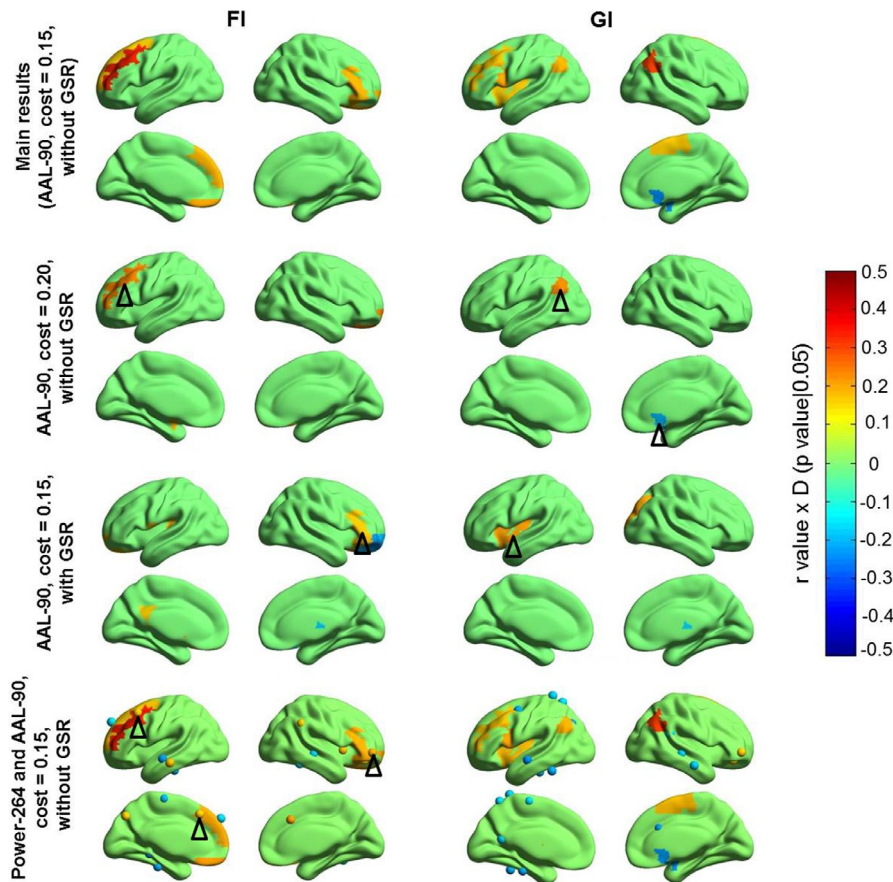 FI
GI
Main results
(AAL-90, cost = 0.15,
without GSR)
AAL-90, cost = 0.20,
without GSR
AAL-90, cost = 0.15,
with GSR
Power-264 and AAL-90,
cost = 0.15,
without GSR
0.5
0.4
0.3
0.2
0.1
0
-0.1
-0.2
-0.3
-0.4
-0.5
r value x D (p value|0.05)